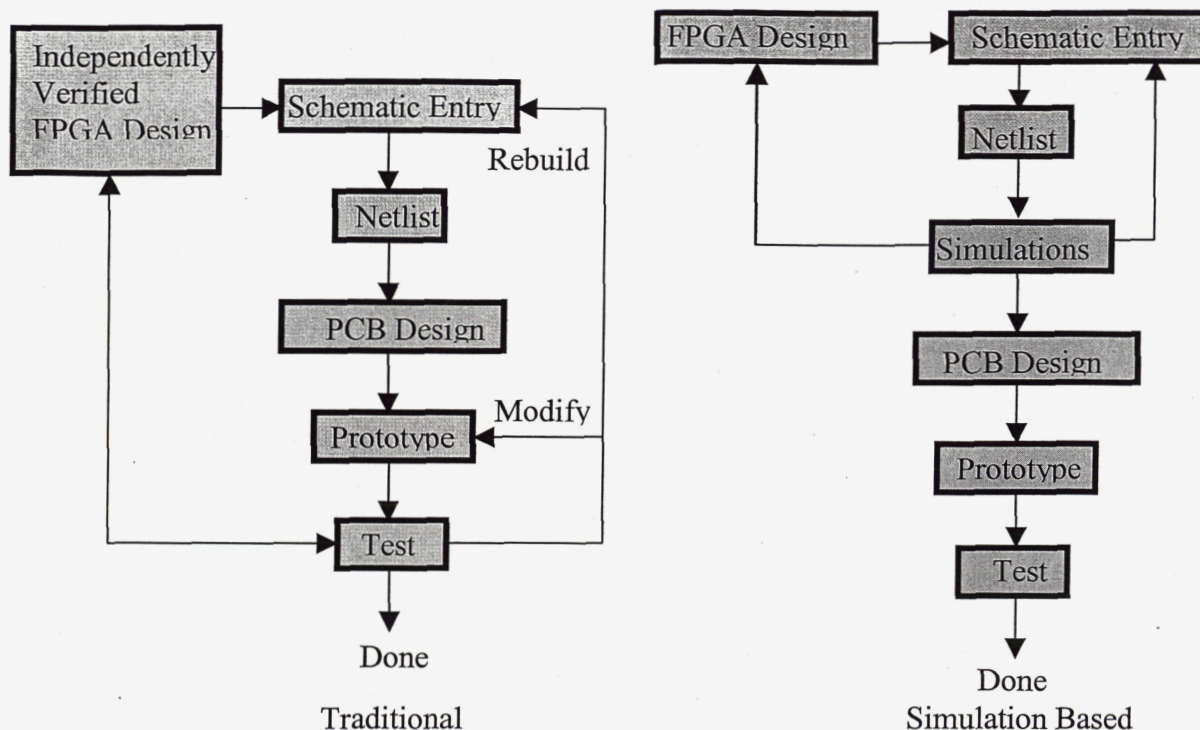 Independently
Verified
FPGA Design
Schematic Entry
Rebuild
Netlist
PCB Design
Modify
Prototype
Test
Done
Traditional
FPGA Design
Schematic Entry
Netlist
Simulations
PCB Design
Prototype
Test
Done
Simulation Based